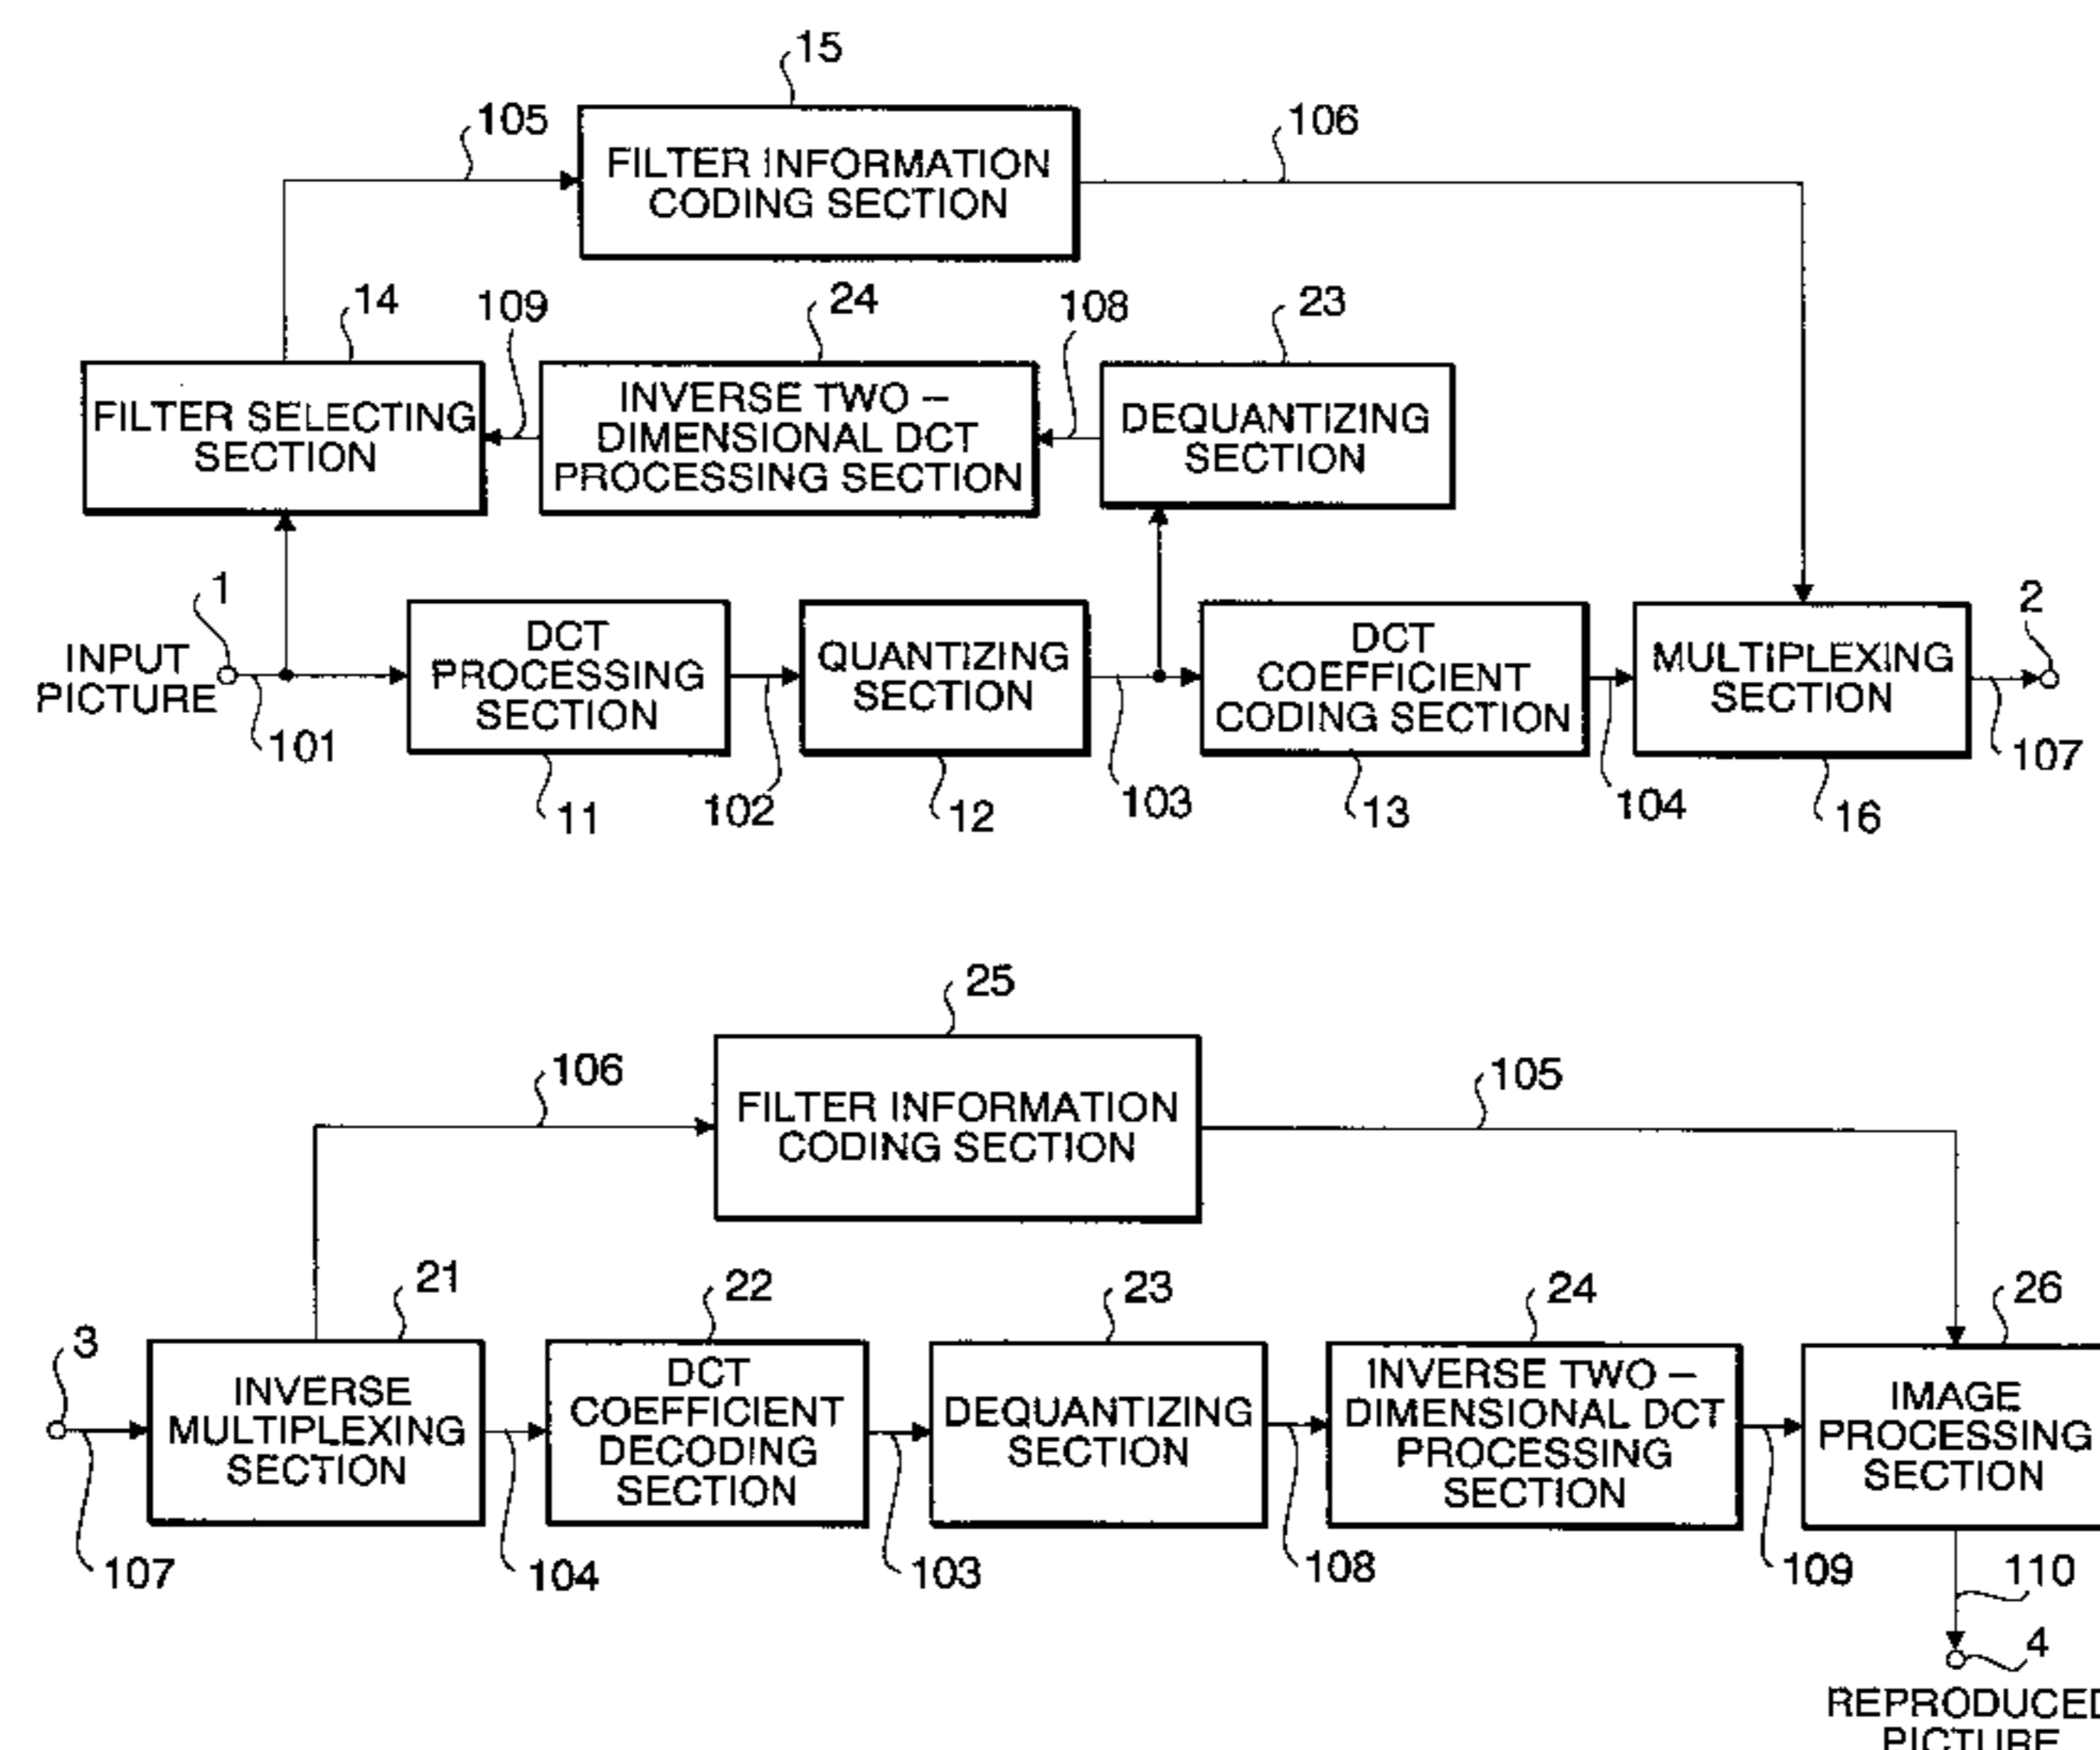 15
105
FILTER INFORMATION
CODING SECTION
106
14
109
24
108
23
FILTER SELECTING
SECTION
INVERSE TWO –
DIMENSIONAL DCT
PROCESSING SECTION
DEQUANTIZING
SECTION
1
INPUT
PICTURE
101
DCT
PROCESSING
SECTION
11
102
QUANTIZING
SECTION
12
103
DCT
COEFFICIENT
CODING SECTION
13
104
MULTIPLEXING
SECTION
16
2
107
25
106
FILTER INFORMATION
CODING SECTION
105
21
22
23
24
26
3
107
INVERSE
MULTIPLEXING
SECTION
104
DCT
COEFFICIENT
DECODING
SECTION
103
DEQUANTIZING
SECTION
108
INVERSE TWO –
DIMENSIONAL DCT
PROCESSING
SECTION
109
IMAGE
PROCESSING
SECTION
110
4
REPRODUCED
PICTURE